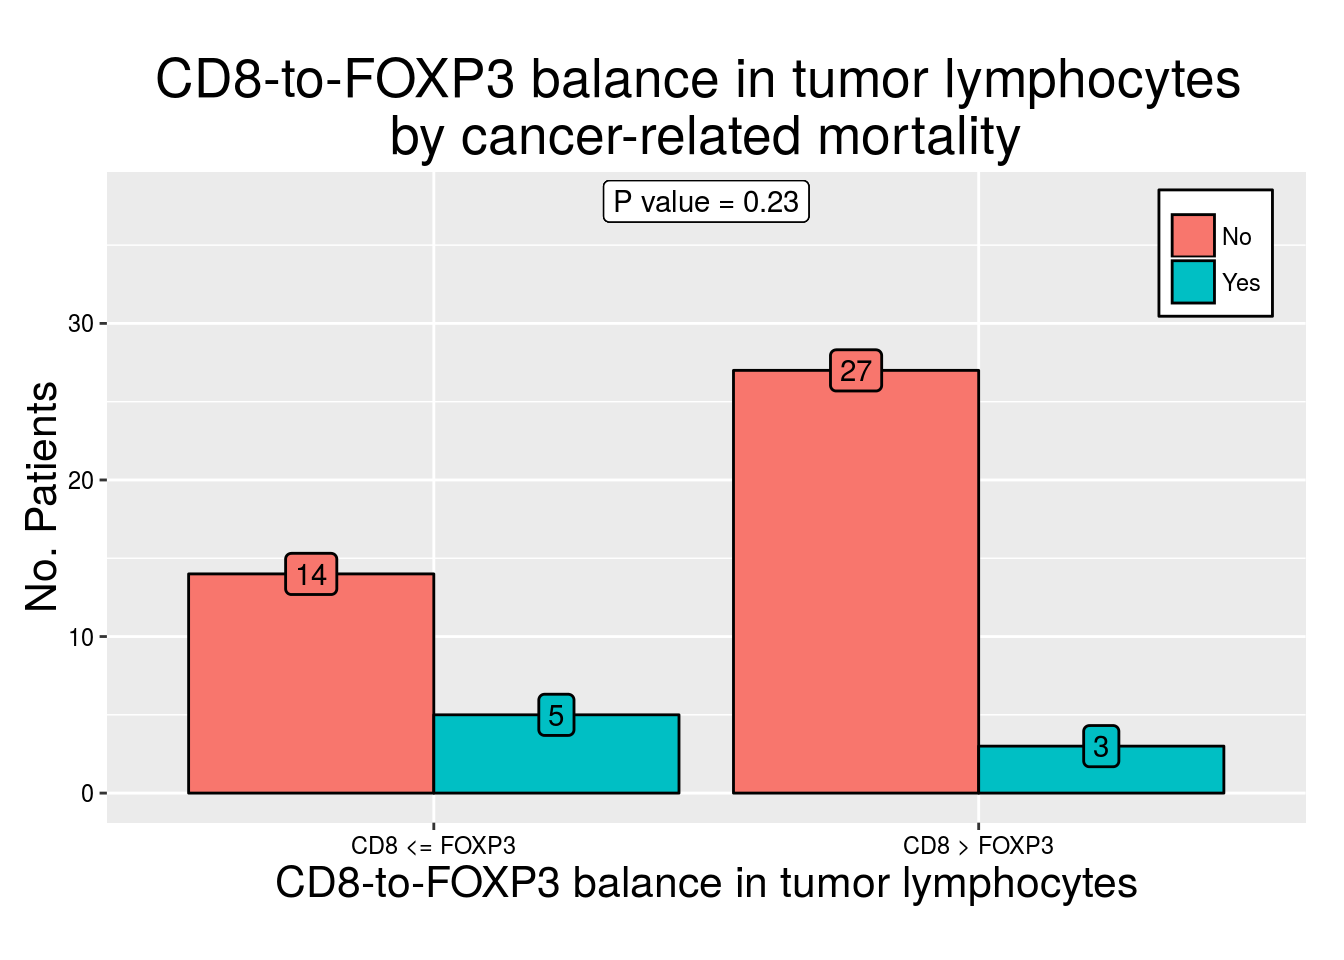 CD8-to-FOXP3 balance in tumor lymphocytes
by cancer-related mortality
P value = 0.23
No
Yes
No. Patients
30
20
10
0
14
5
27
3
CD8 <= FOXP3
CD8 > FOXP3
CD8-to-FOXP3 balance in tumor lymphocytes